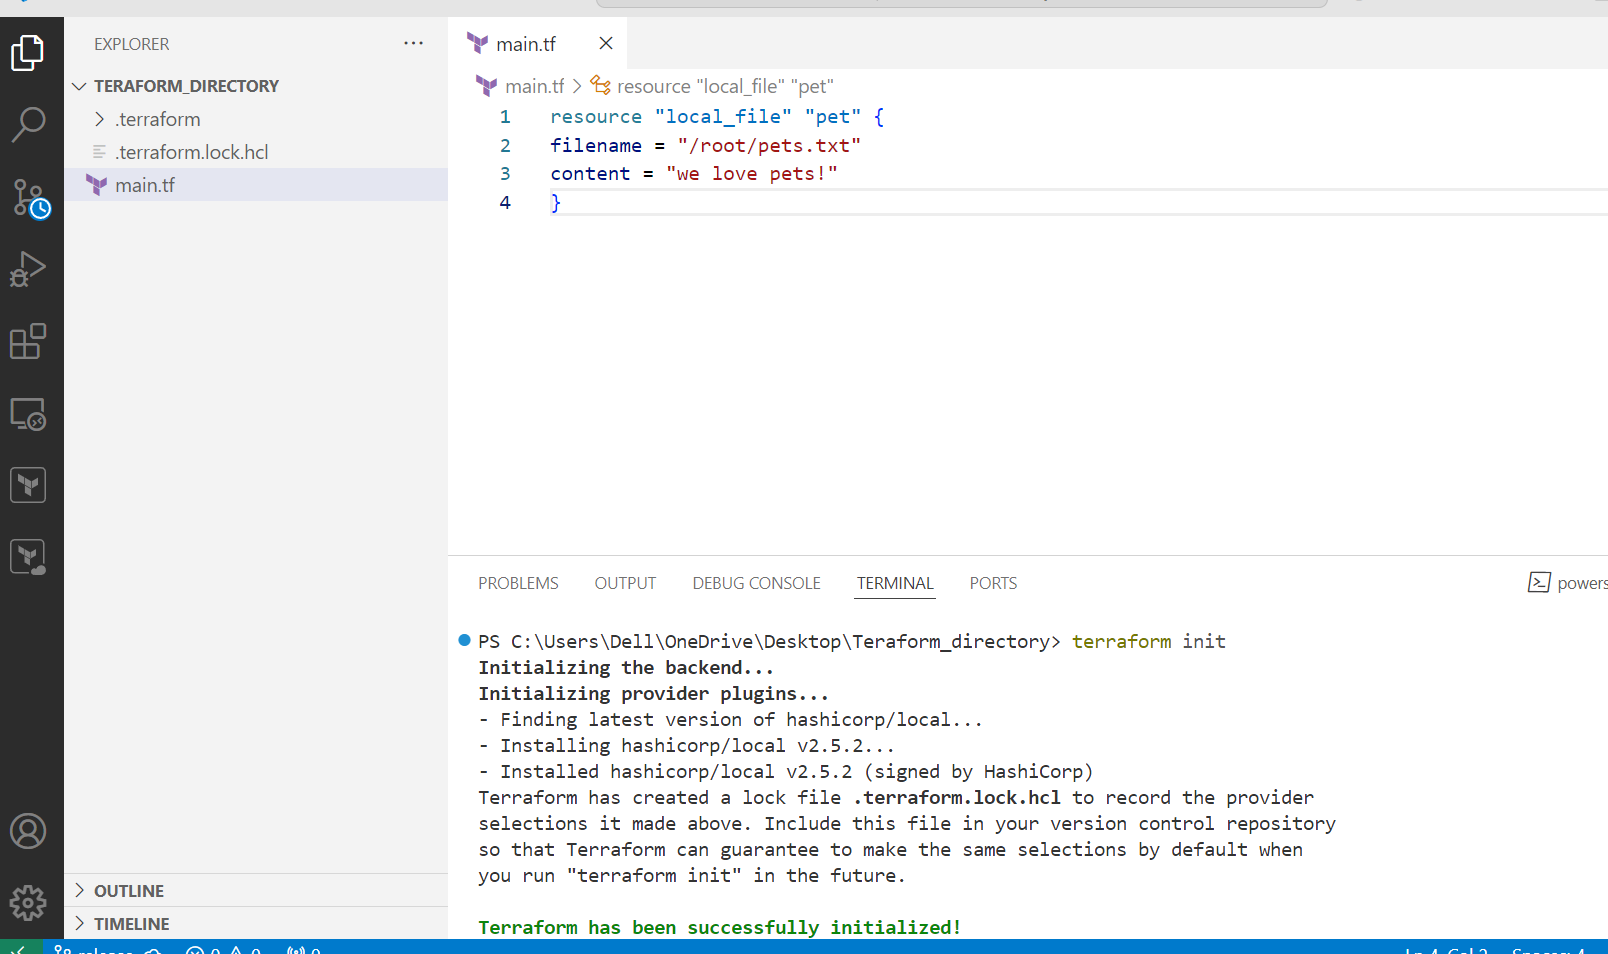 EXPLORER
TERAFORM_DIRECTORY
.terraform
.terraform.lock.hcl
main.tf
OUTLINE
TIMELINE
main.tf
main.tf > resource "local_file" "pet"
1 resource "local_file" "pet" {
2 filename = "/root/pets.txt"
3 content = "we love pets!"
4 }
PROBLEMS OUTPUT DEBUG CONSOLE TERMINAL PORTS
PS C:\Users\Dell\OneDrive\Desktop\Teraform_directory> terraform init
Initializing the backend...
Initializing provider plugins...
- Finding latest version of hashicorp/local...
- Installing hashicorp/local v2.5.2...
- Installed hashicorp/local v2.5.2 (signed by HashiCorp)
Terraform has created a lock file .terraform.lock.hcl to record the provider
selections it made above. Include this file in your version control repository
so that Terraform can guarantee to make the same selections by default when
you run "terraform init" in the future.
Terraform has been successfully initialized!